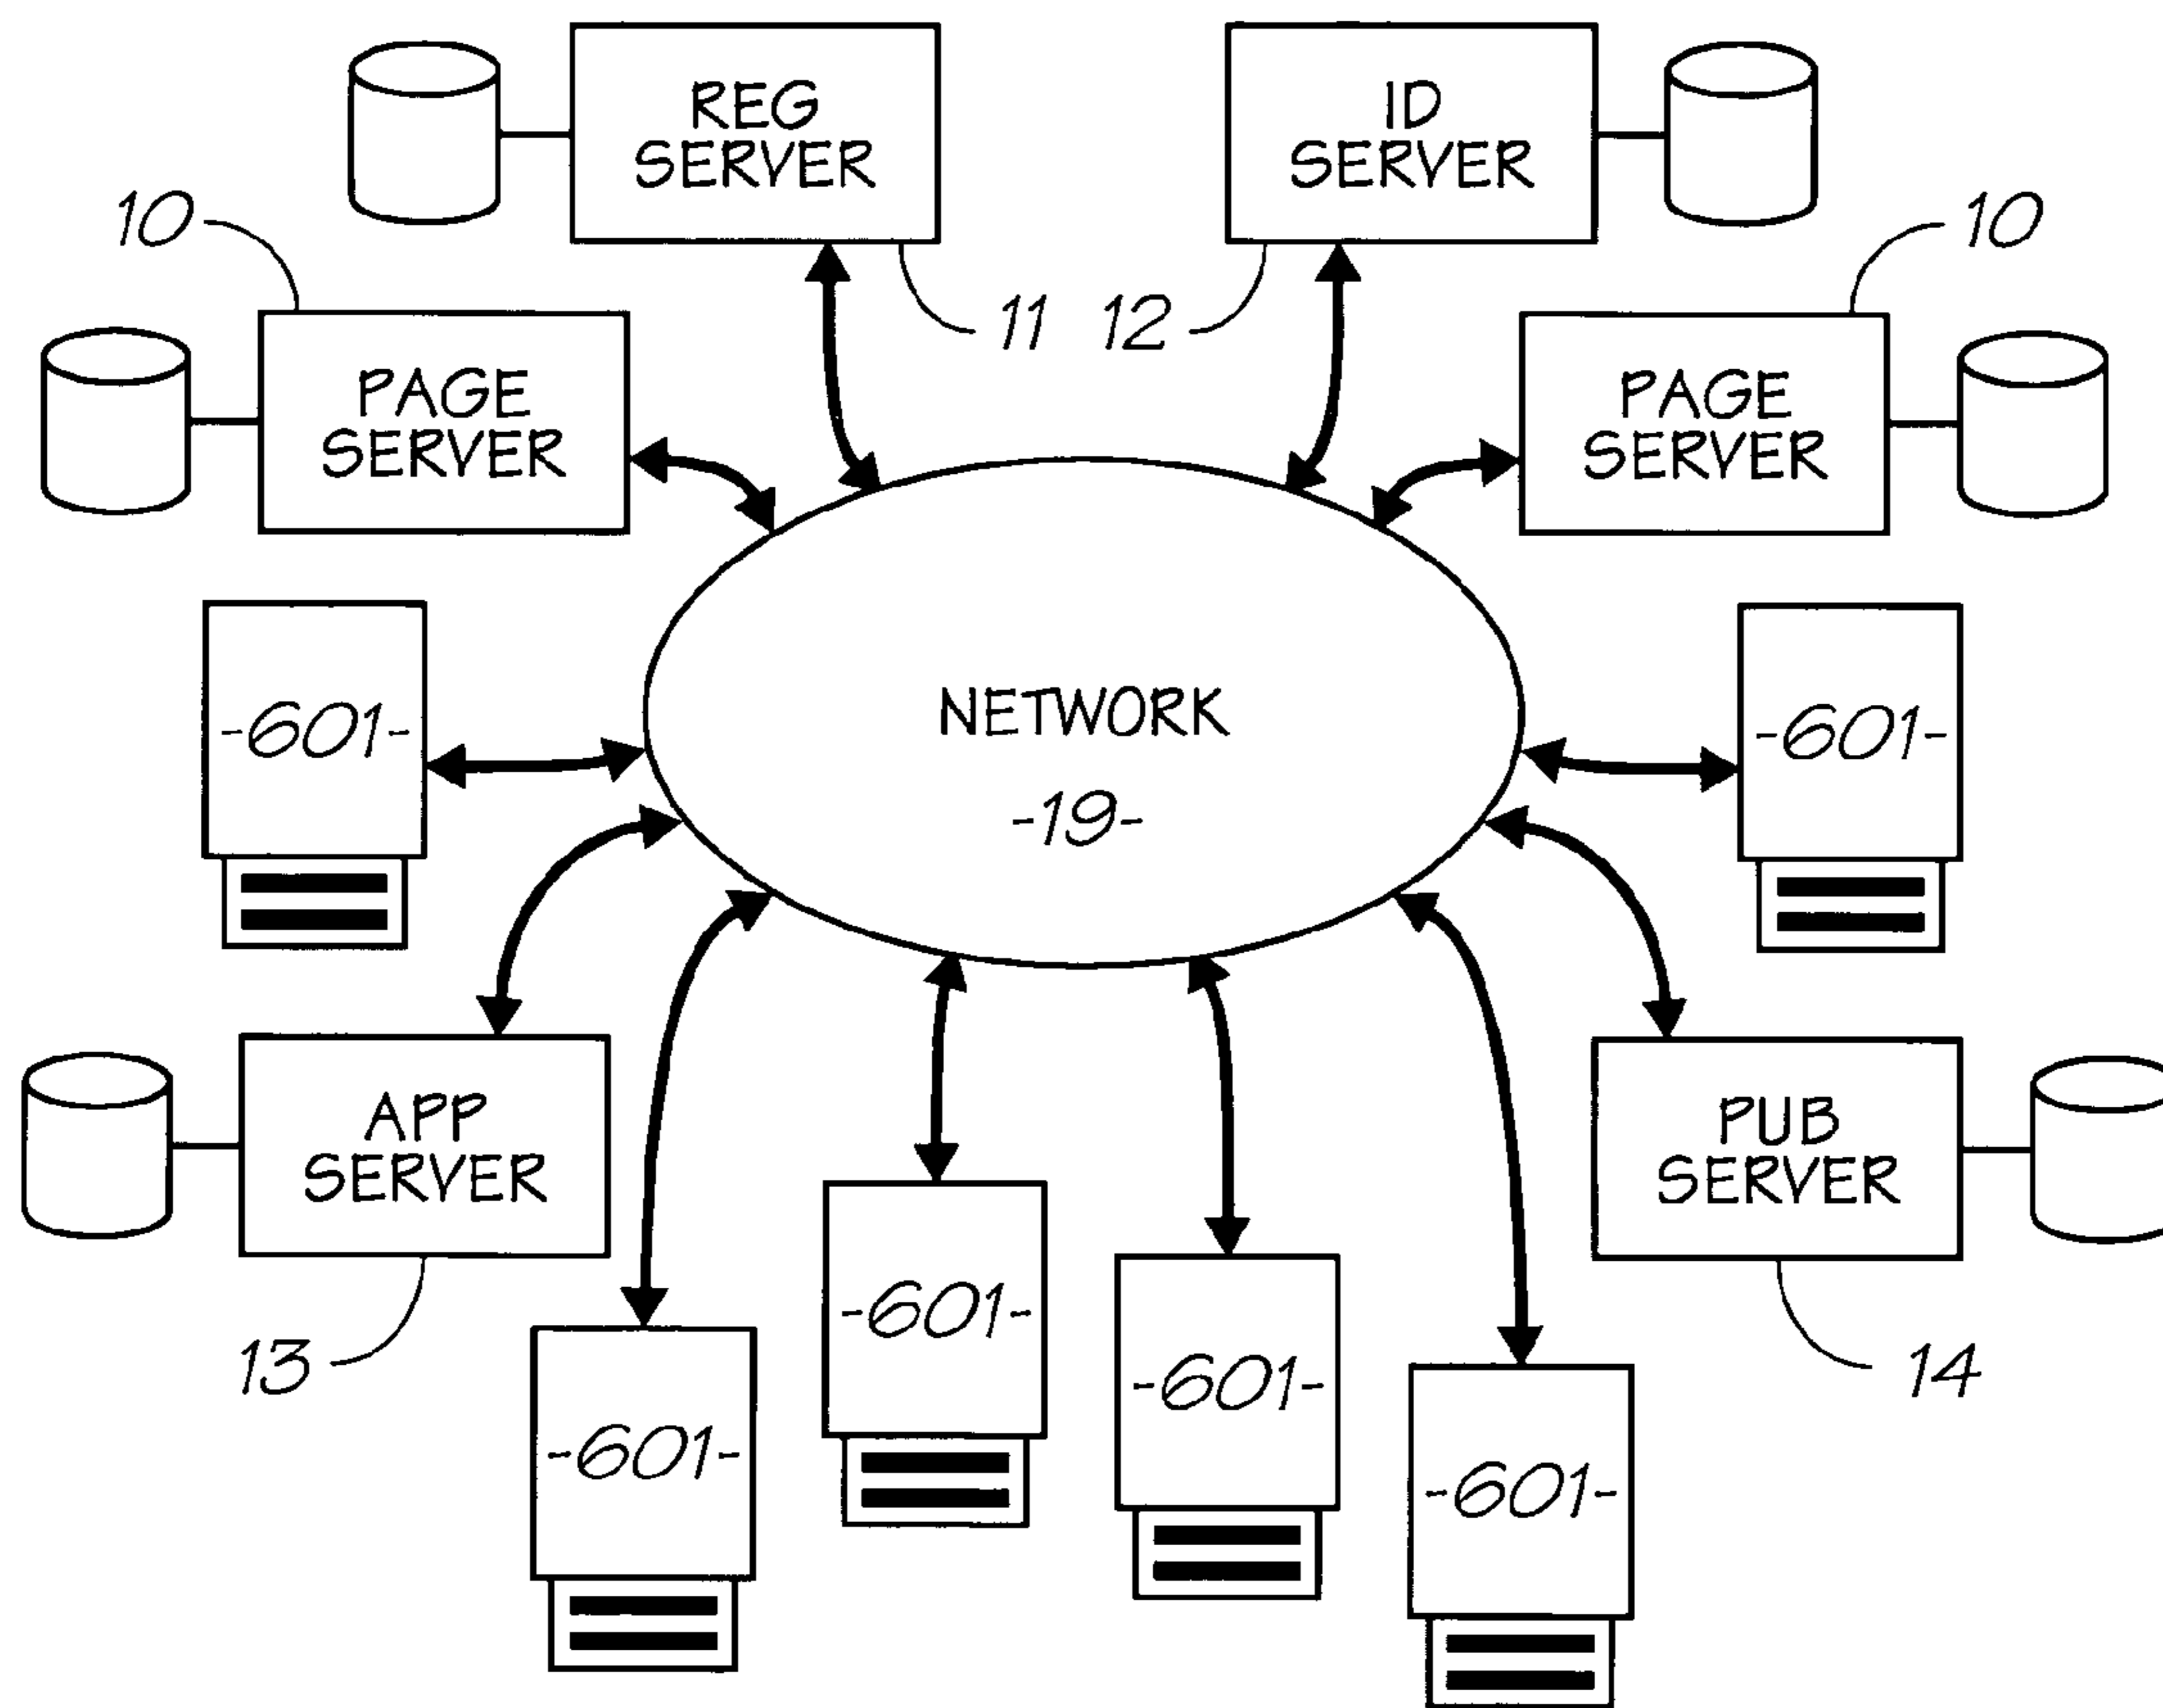 REG
SERVER
ID
SERVER
10
10
11
12
PAGE
SERVER
PAGE
SERVER
-601-
NETWORK
-19-
-601-
APP
SERVER
PUB
SERVER
13
14
-601-
-601-
-601-
-601-